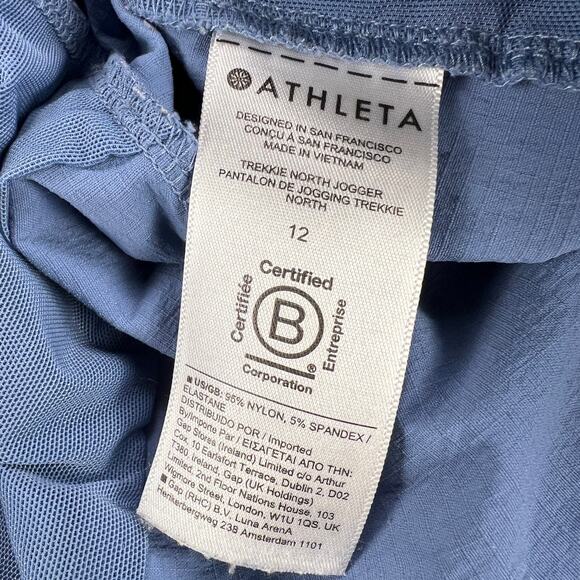 ATHLETA
DESIGNED IN SAN FRANCISCO
CONÇU À SAN FRANCISCO
MADE IN VIETNAM
TREKKIE NORTH JOGGER
PANTALON DE JOGGING TREKKIE
NORTH
12
Certified
Certifiée
B
Entreprise
Corporation
US/GB: 95% NYLON, 5% SPANDEX /
ELASTANE
DISTRIBUIDO POR / Imported
By/Importe Par / ΕΙΣΑΓΕΤΑΙ ΑΠΟ ΤΗΝ:
Gap Stores (Ireland) Limited c/o Arthur
Cox, 10 Earlsfort Terrace, Dublin 2, D02
T380, Ireland, Gap (UK Holdings)
Limited, 2nd Floor Nations House, 103
Wigmore Street, London, W1U 1QS. UK
Gap (RHC) B.V. Luna ArenA
Herikerbergweg 238 Amsterdam 1101